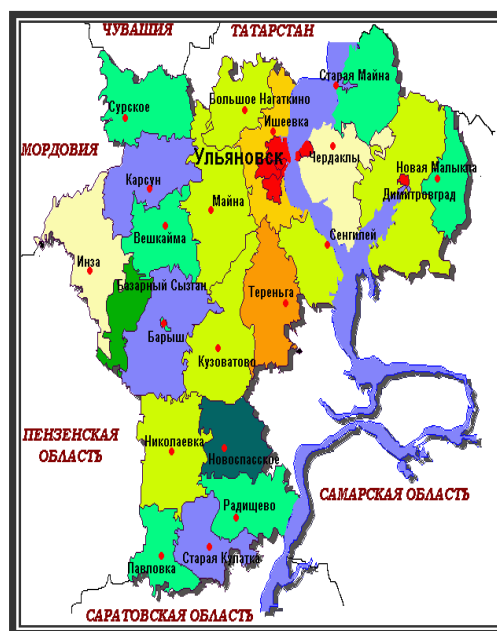 ЧУВАШИЯ
ТАТАРСТАН
Старая Майна
Большое Нагаткино
Сурское
Ишеевка
МОРДОВИЯ
Ульяновск
Чердаклы
Новая Малыкла
Карсун
Димитровград
Майна
Вешкайма
Сенгилей
Инза
Базарный Сызган
Тереньга
Барыш
Кузоватово
ПЕНЗЕНСКАЯ
ОБЛАСТЬ
Николаевка
Новоспасское
САМАРСКАЯ ОБЛАСТЬ
Радищево
Старая Кулатка
Павловка
САРАТОВСКАЯ ОБЛАСТЬ